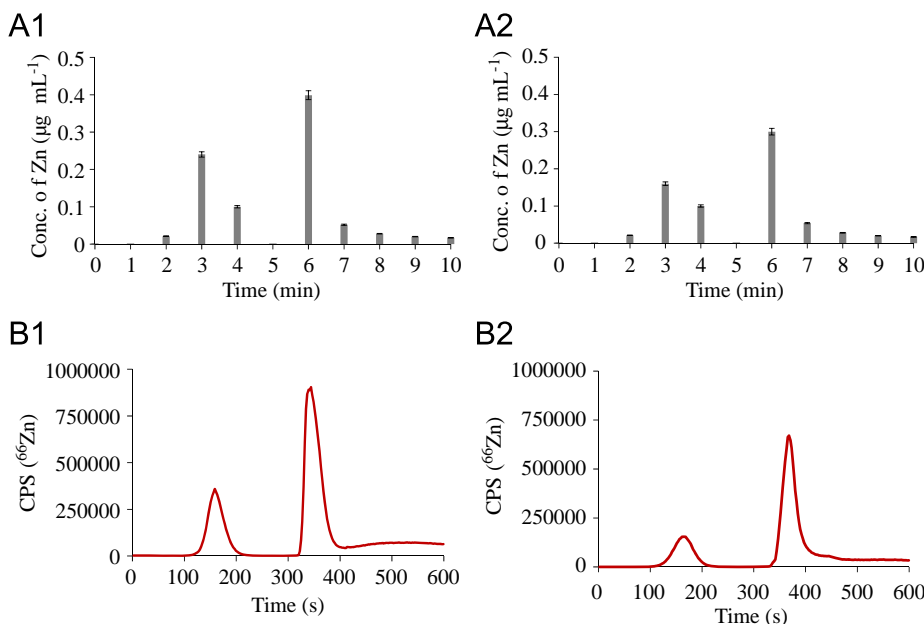 A1
A2
Conc. o f Zn (µg mL-1)
0.5
0.4
0.3
0.2
0.1
0
0 1 2 3 4 5 6 7 8 9 10
Time (min)
Conc. o f Zn (µg mL-1)
0.5
0.4
0.3
0.2
0.1
0
0 1 2 3 4 5 6 7 8 9 10
Time (min)
B1
B2
CPS (66Zn)
1000000
750000
500000
250000
0
0 100 200 300 400 500 600
Time (s)
CPS (66Zn)
1000000
750000
500000
250000
0
0 100 200 300 400 500 600
Time (s)